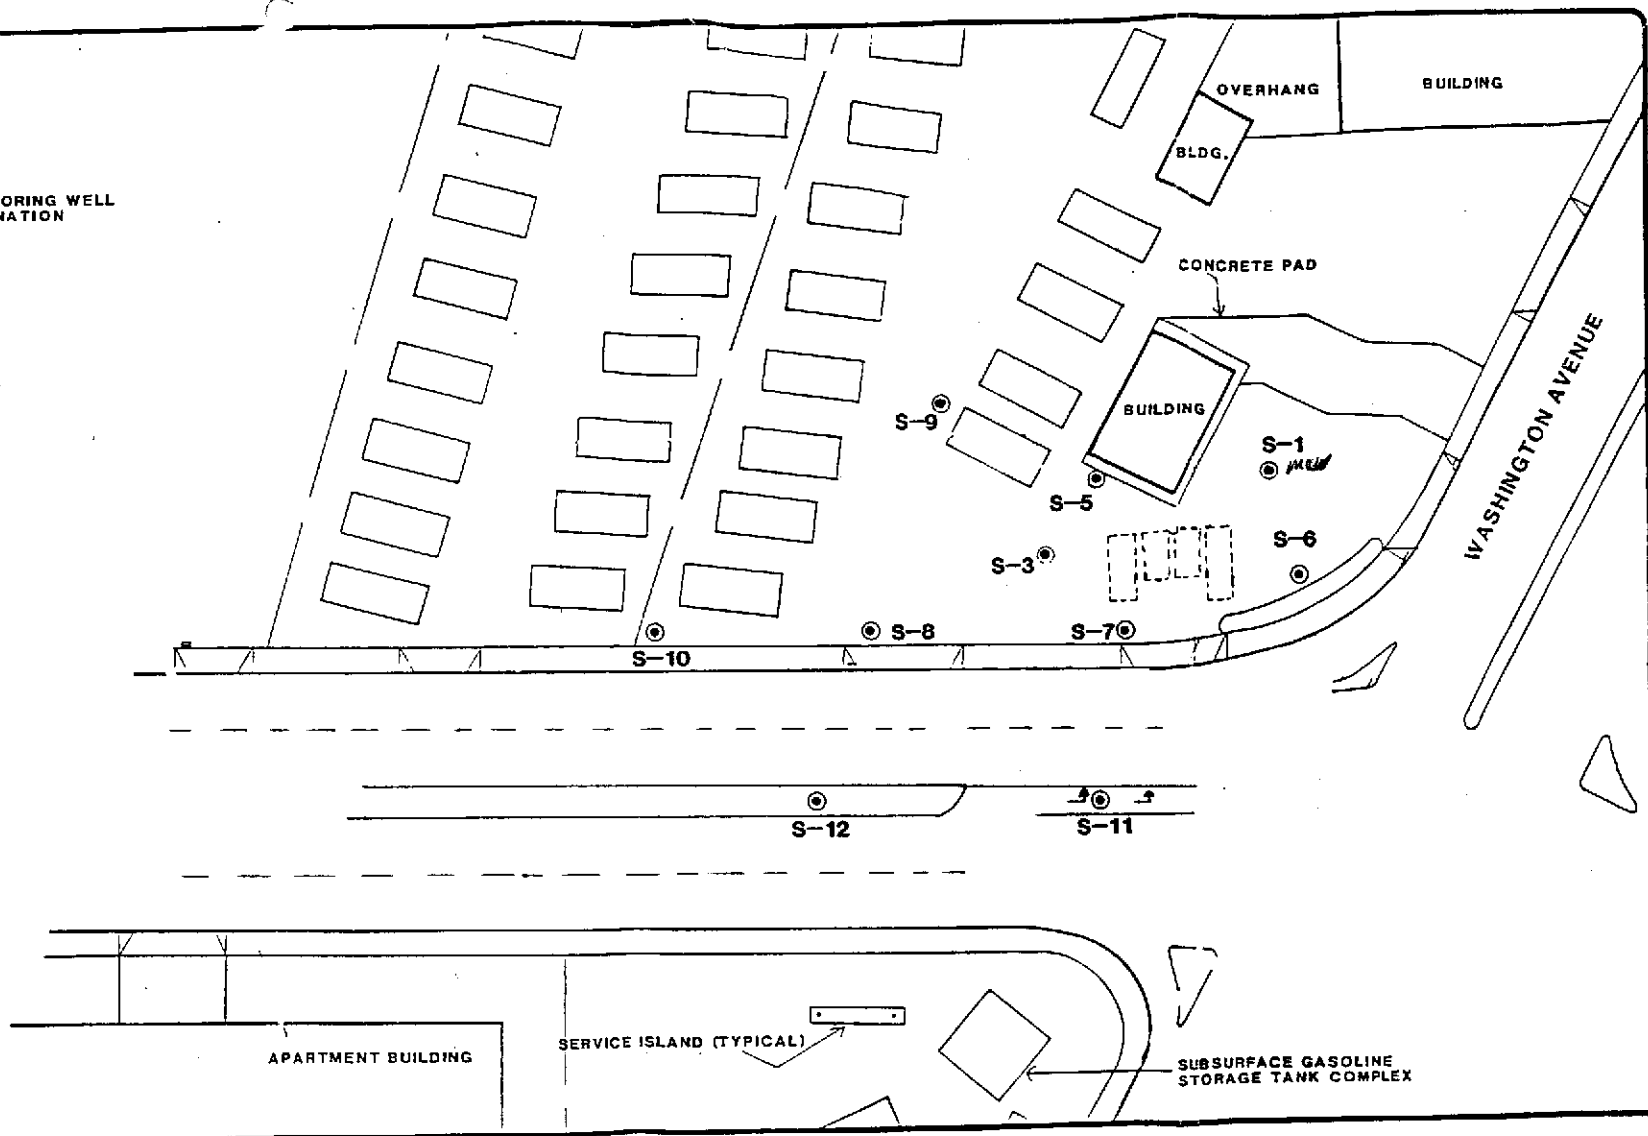 OVERHANG
BUILDING
BLDG.
ORING WELL
NATION
CONCRETE PAD
WASHINGTON AVENUE
BUILDING
S-9
S-1
S-5
S-6
S-3
S-8
S-7
S-10
S-12
S-11
SERVICE ISLAND (TYPICAL)
APARTMENT BUILDING
SUBSURFACE GASOLINE
STORAGE TANK COMPLEX